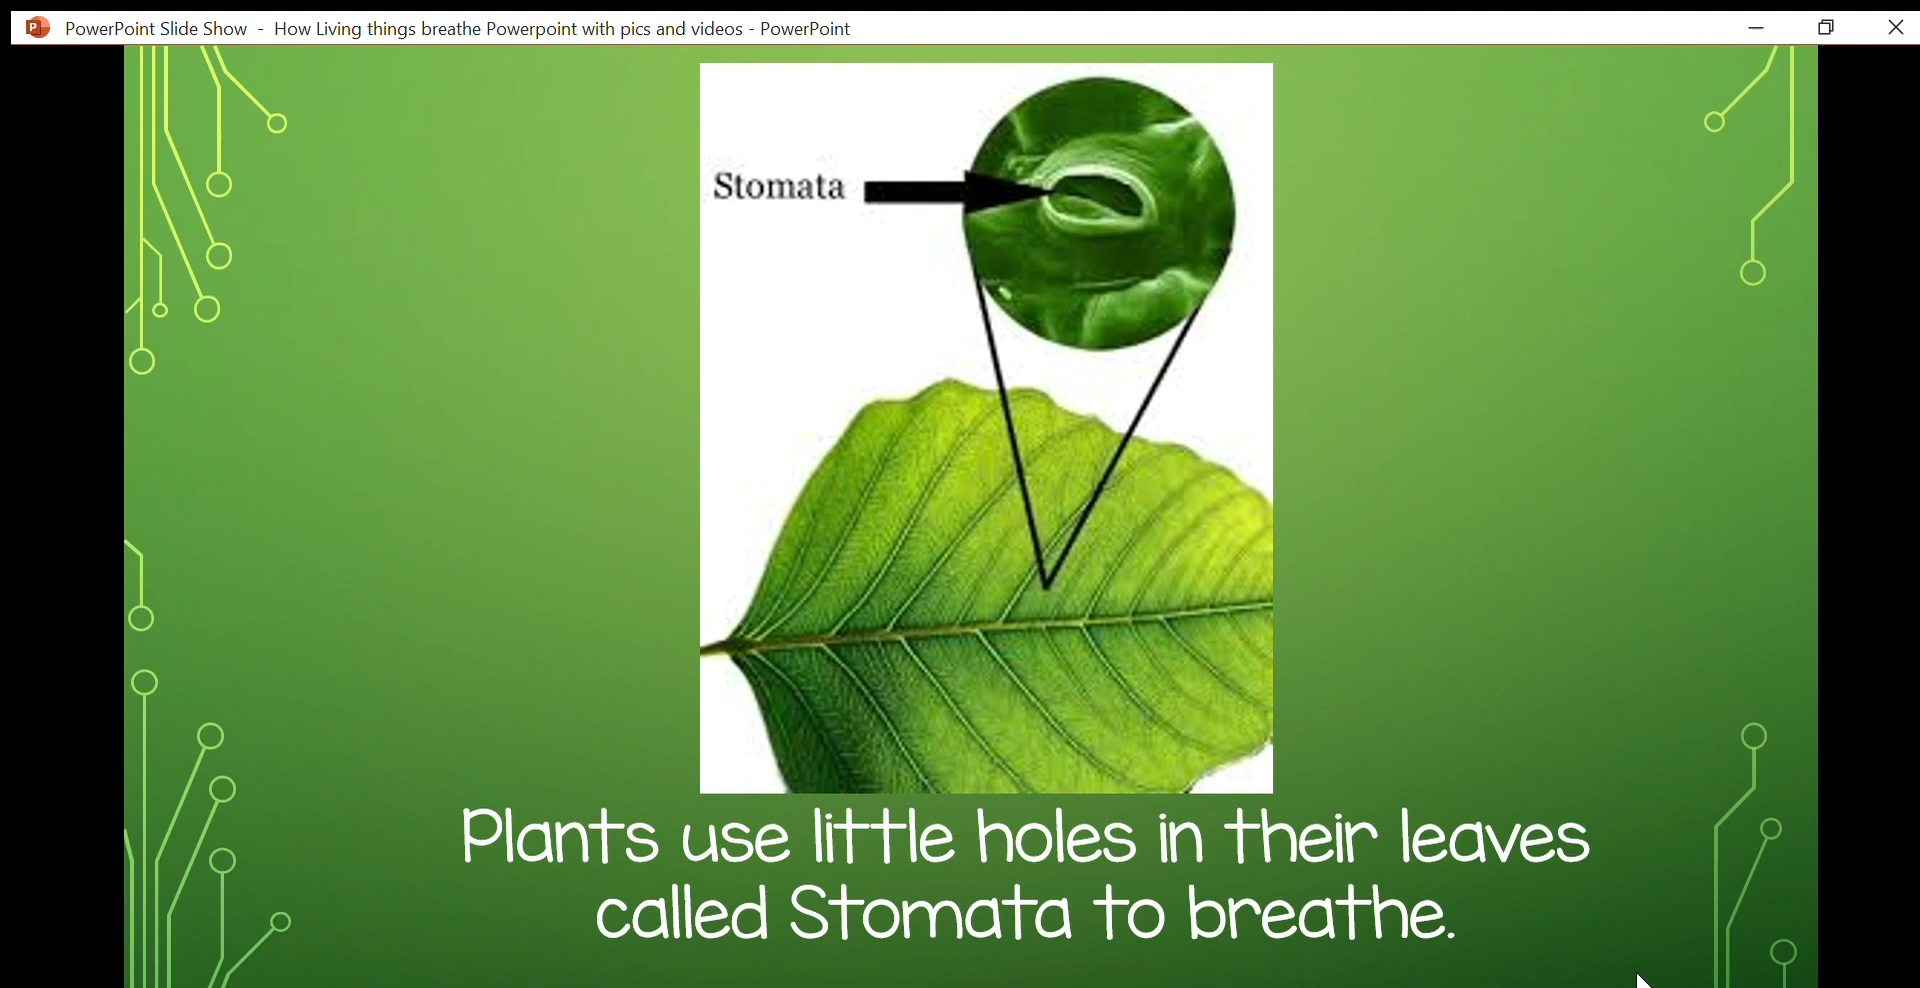 PowerPoint Slide Show - How Living things breathe Powerpoint with pics and videos - PowerPoint
Stomata
Plants use little holes in their leaves
called Stomata to breathe.